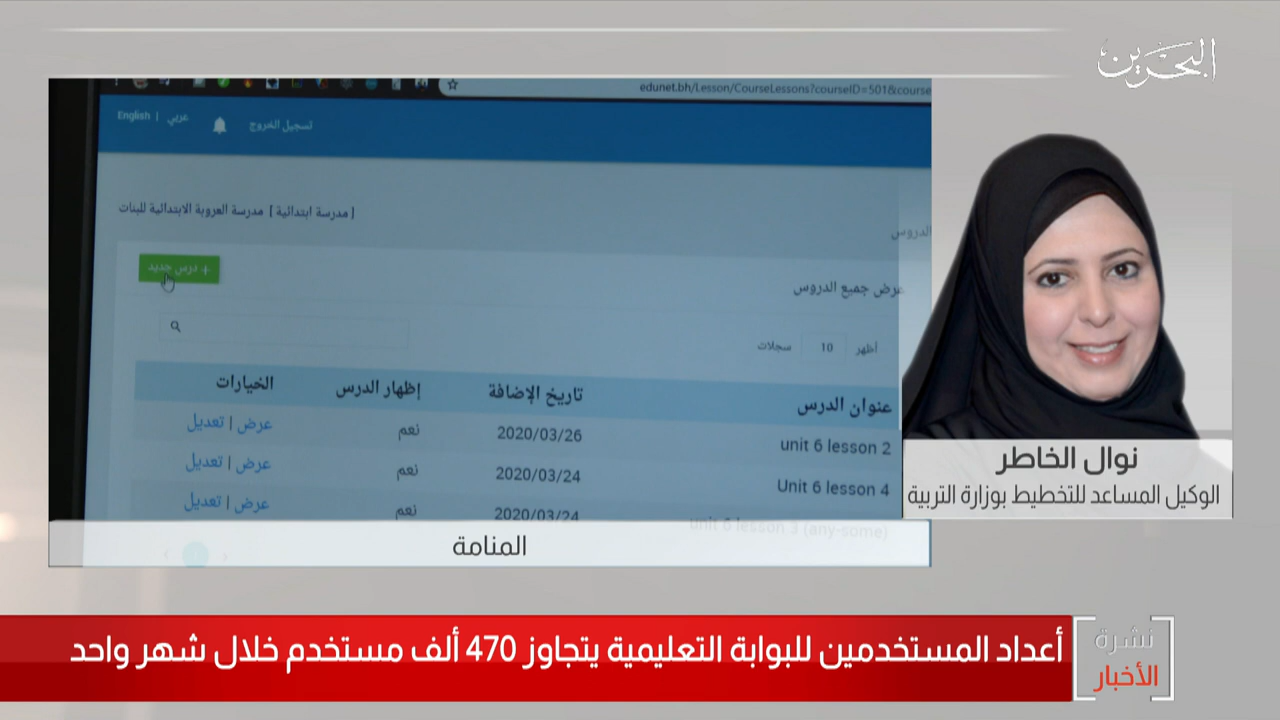 البحرين
edunet.bh/Lesson/CourseLessons?courseID=501&course
English | عربي
تسجيل الخروج
[مدرسة ابتدائية] مدرسة العروبة الابتدائية للبنات
الدروس
+ درس جديد
عرض جميع الدروس
أظهر 10 سجلات
عنوان الدرس تاريخ الإضافة إظهار الدرس الخيارات
unit 6 lesson 2 2020/03/26 نعم عرض | تعديل
Unit 6 lesson 4 2020/03/24 نعم عرض | تعديل
unit 6 lesson 3 (any-some) 2020/03/24 نعم عرض | تعديل
نوال الخاطر
الوكيل المساعد للتخطيط بوزارة التربية
المنامة
نشرة
الأخبار
أعداد المستخدمين للبوابة التعليمية يتجاوز 470 ألف مستخدم خلال شهر واحد